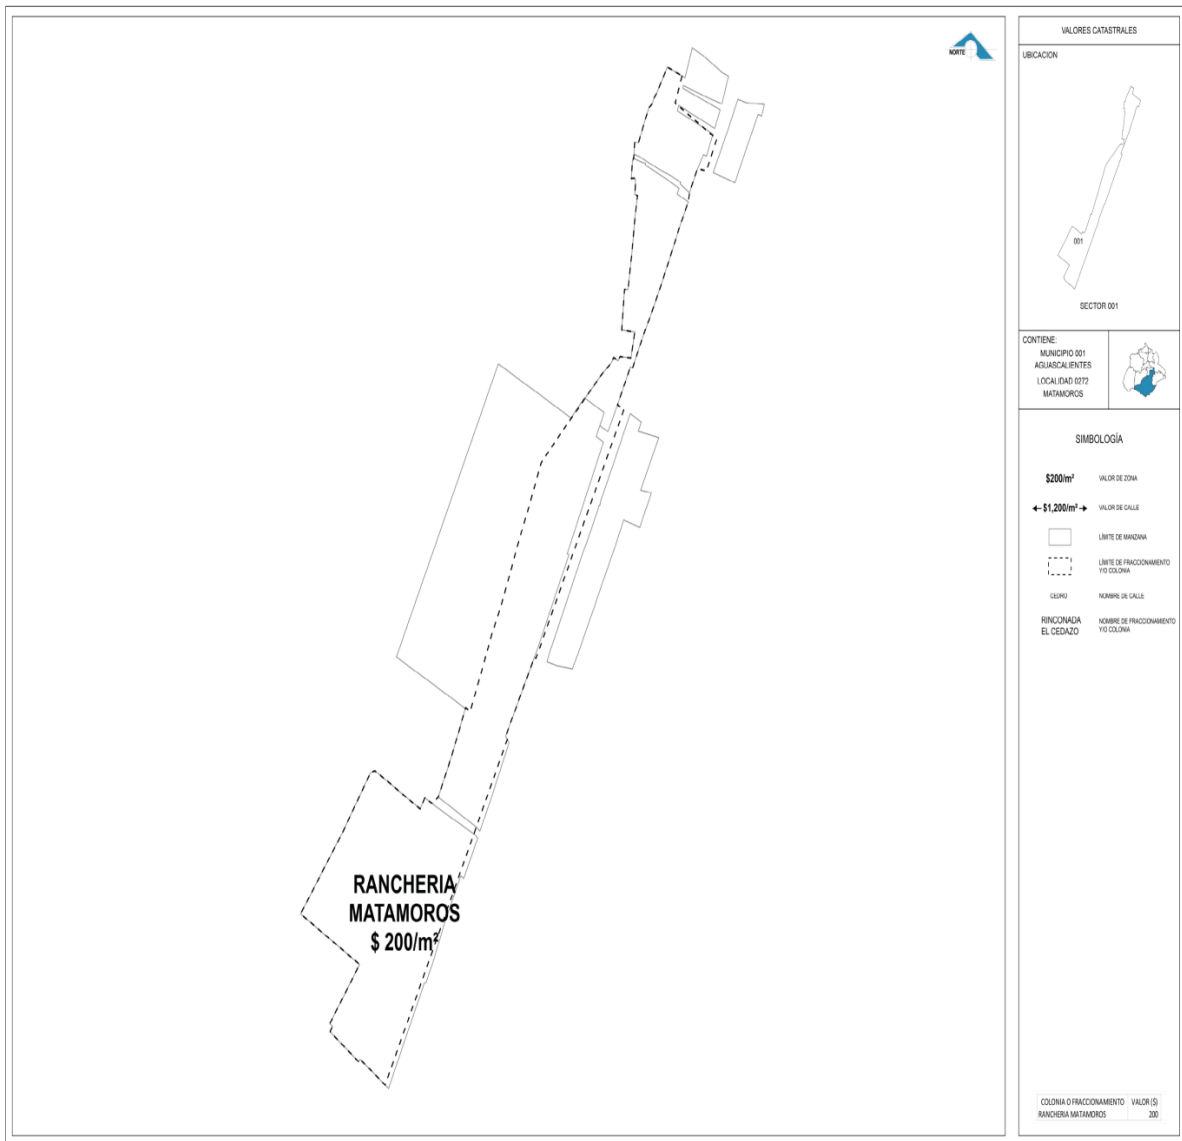 NORTE
RANCHERIA
MATAMOROS
$ 200/m²
VALORES CATASTRALES
UBICACION
001
SECTOR 001
CONTIENE:
MUNICIPIO 001
AGUASCALIENTES
LOCALIDAD 0272
MATAMOROS
SIMBOLOGÍA
$200/m² VALOR DE ZONA
$1,200/m² VALOR DE CALLE
LÍMITE DE MANZANA
LÍMITE DE FRACCIONAMIENTO
Y/O COLONIA
CEDRO NOMBRE DE CALLE
RINCONADA
EL CEDAZO
NOMBRE DE FRACCIONAMIENTO
Y/O COLONIA
COLONIA O FRACCIONAMIENTO VALOR ($)
RANCHERIA MATAMOROS 200